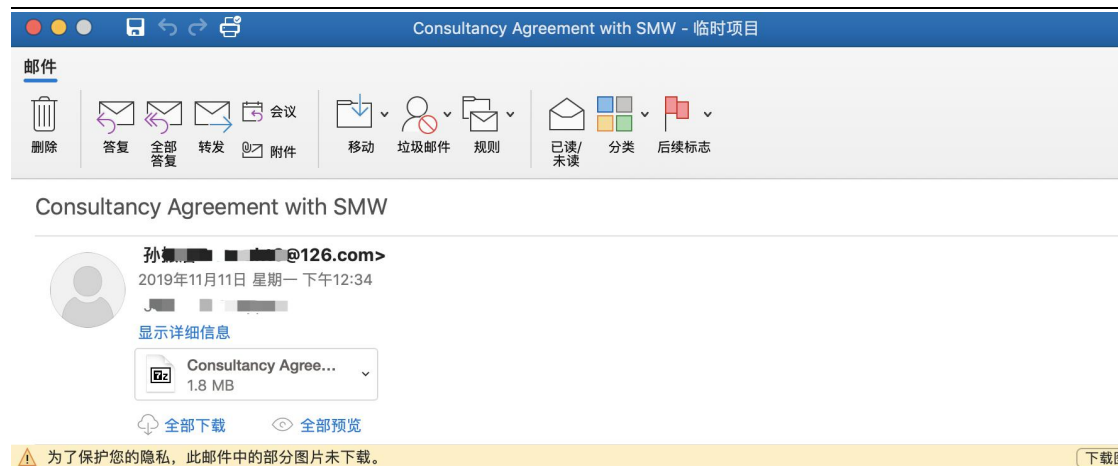 Consultancy Agreement with SMW - 临时项目
邮件
删除
答复
全部
答复
转发
会议
附件
移动
垃圾邮件
规则
已读/
未读
分类
后续标志
Consultancy Agreement with SMW
孙 @126.com>
2019年11月11日 星期一 下午12:34
显示详细信息
7z
Consultancy Agree...
1.8 MB
全部下载
全部预览
为了保护您的隐私，此邮件中的部分图片未下载。
下载